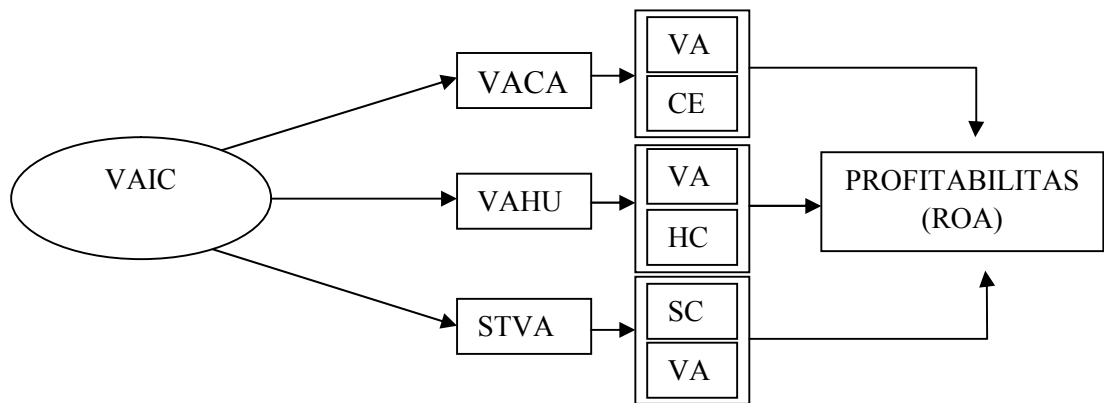 VAIC
VACA
VA
CE
VAHU
VA
HC
STVA
SC
VA
PROFITABILITAS
(ROA)